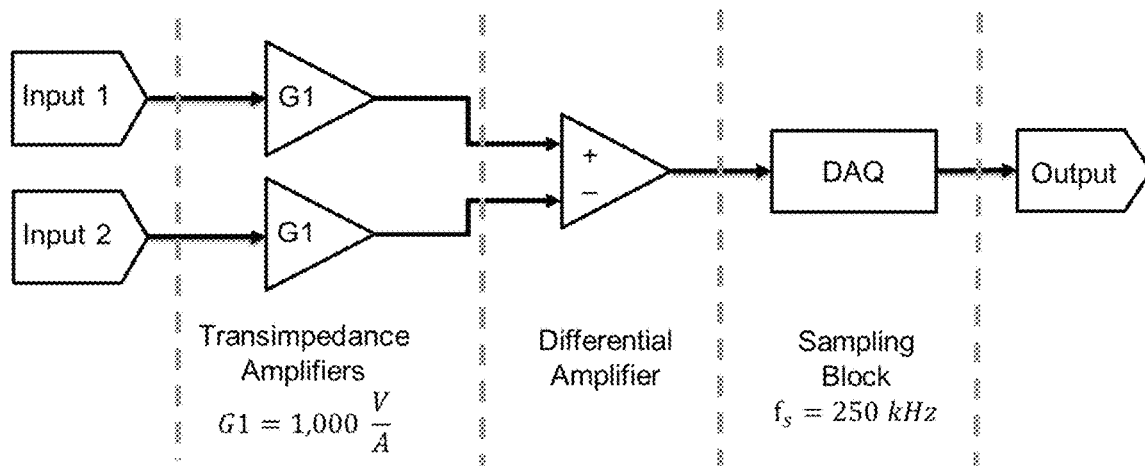 Input 1
G1
+
−
DAQ
Output
Input 2
G1
Transimpedance
Amplifiers
G1 = 1,000 V/A
Differential
Amplifier
Sampling
Block
fₛ = 250 kHz